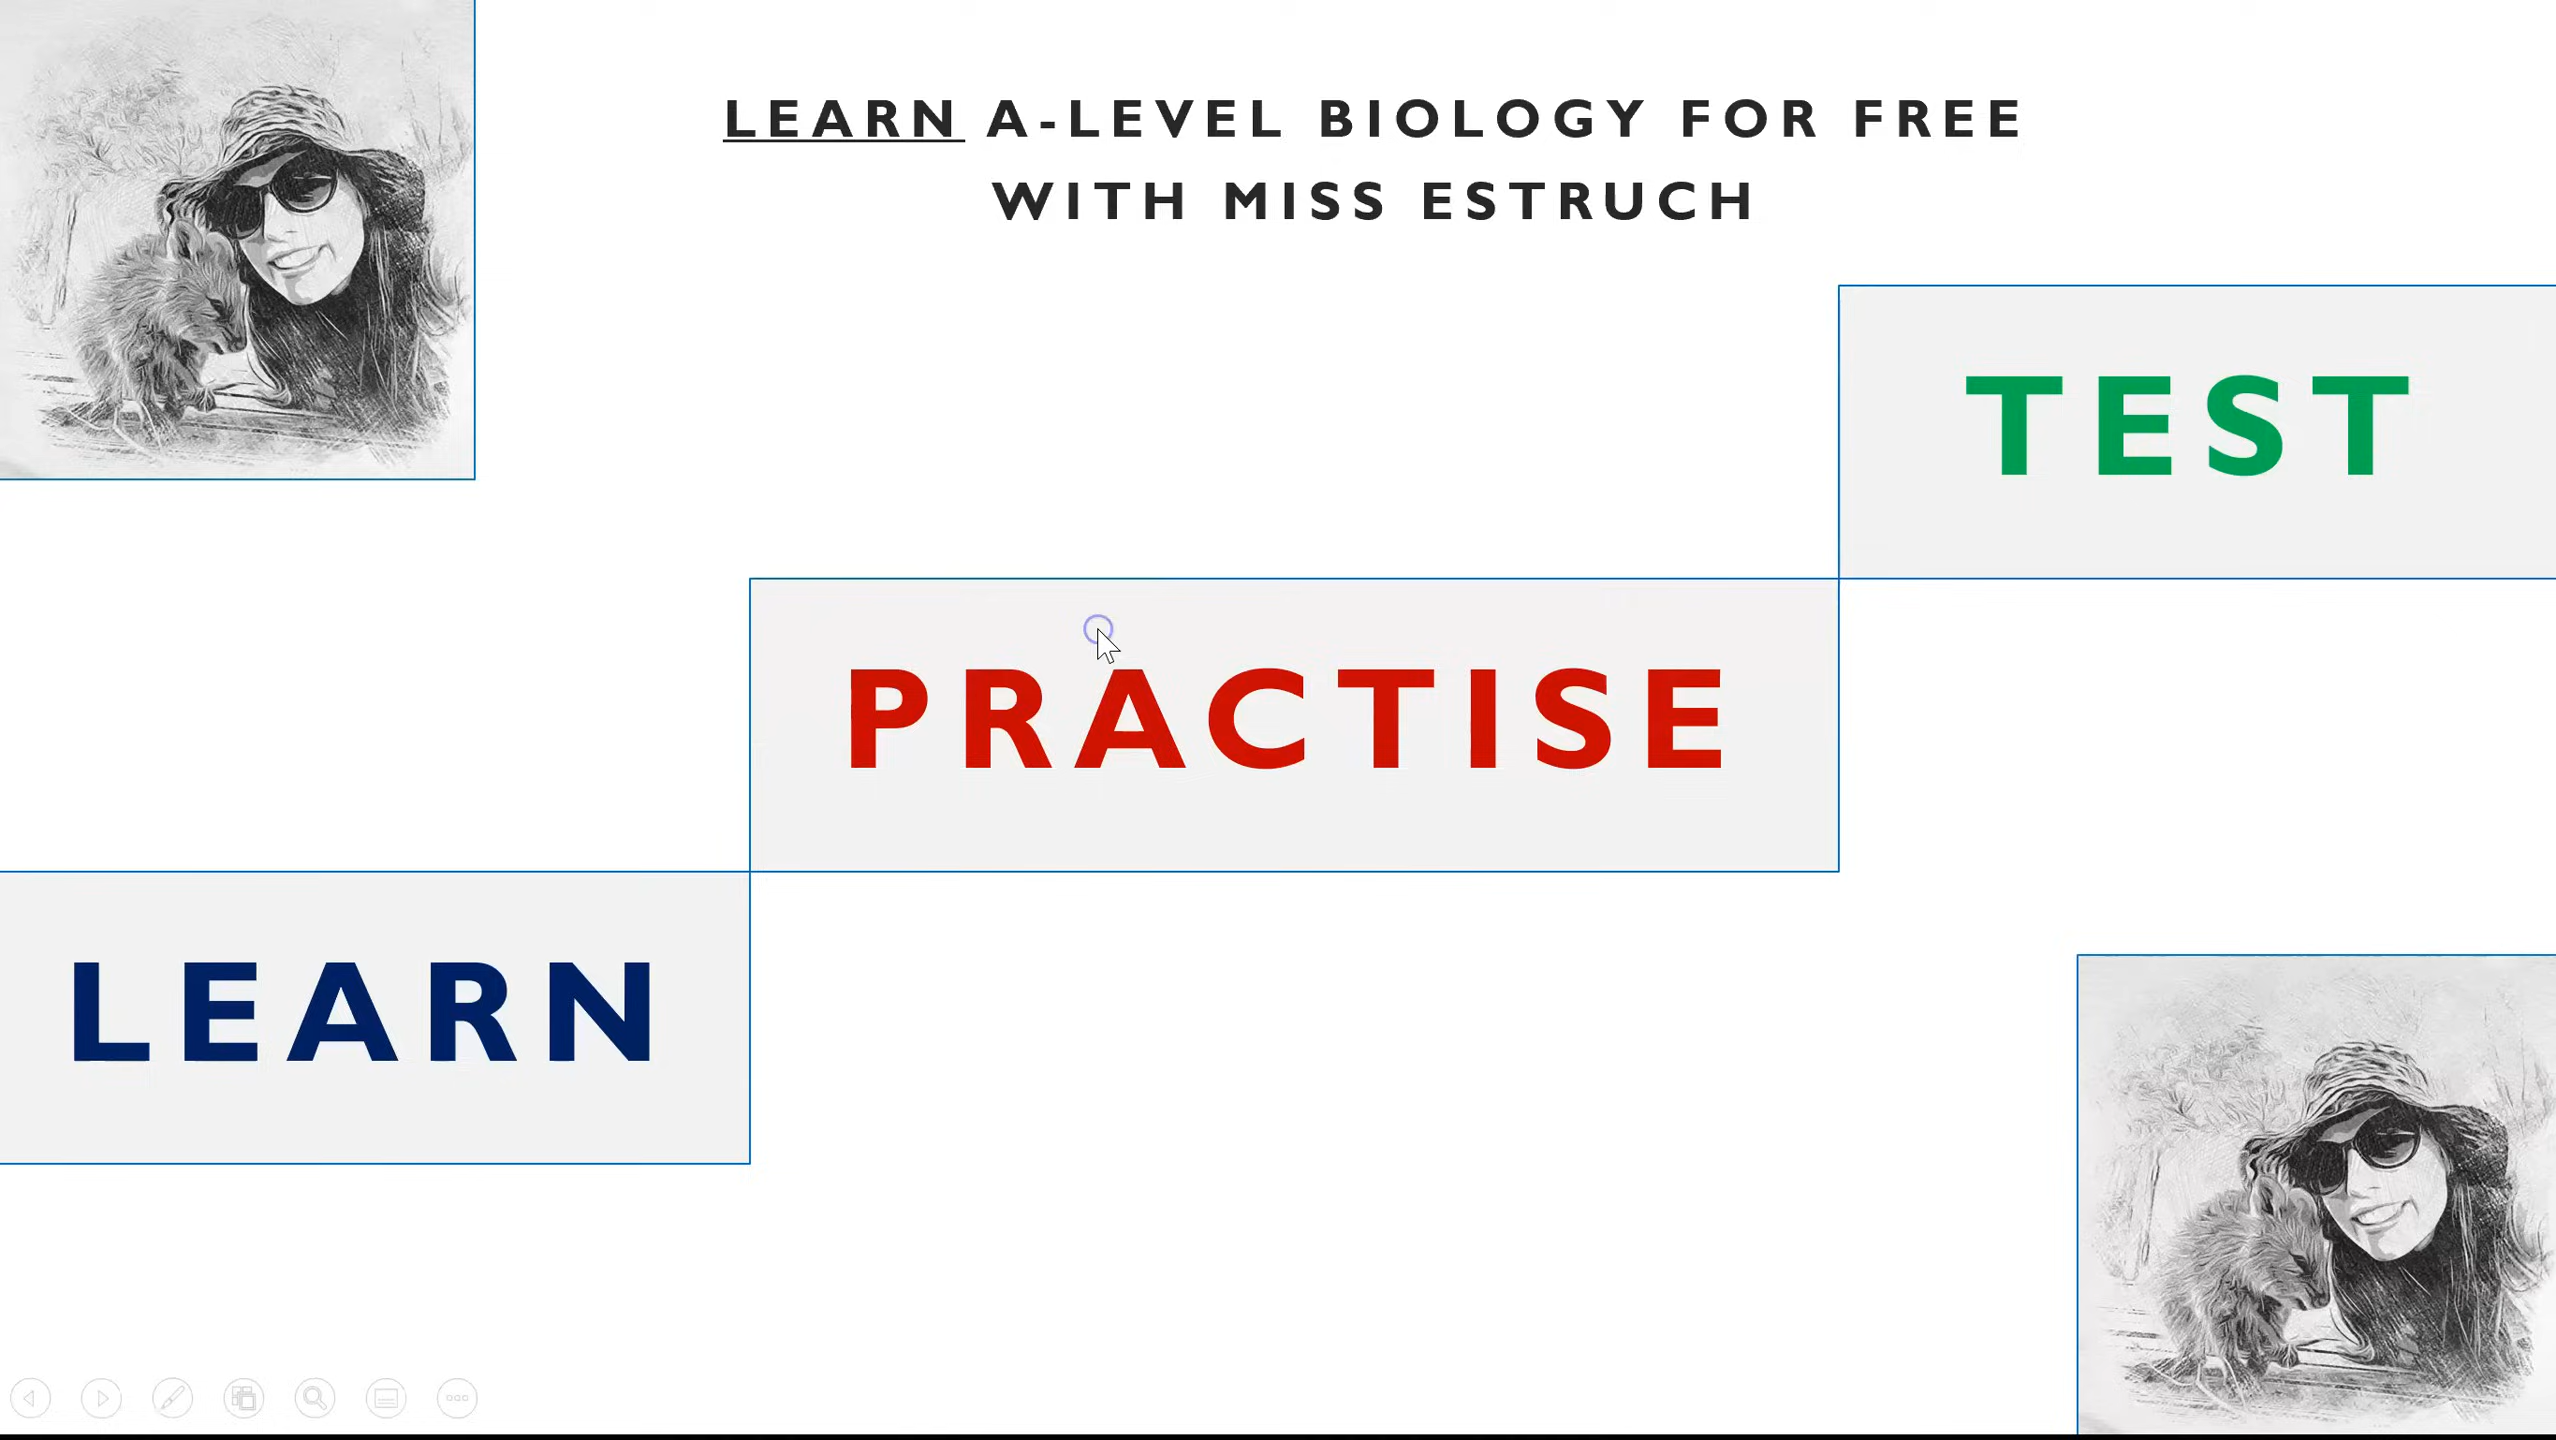 LEARN A-LEVEL BIOLOGY FOR FREE
WITH MISS ESTRUCH
TEST
PRACTISE
LEARN